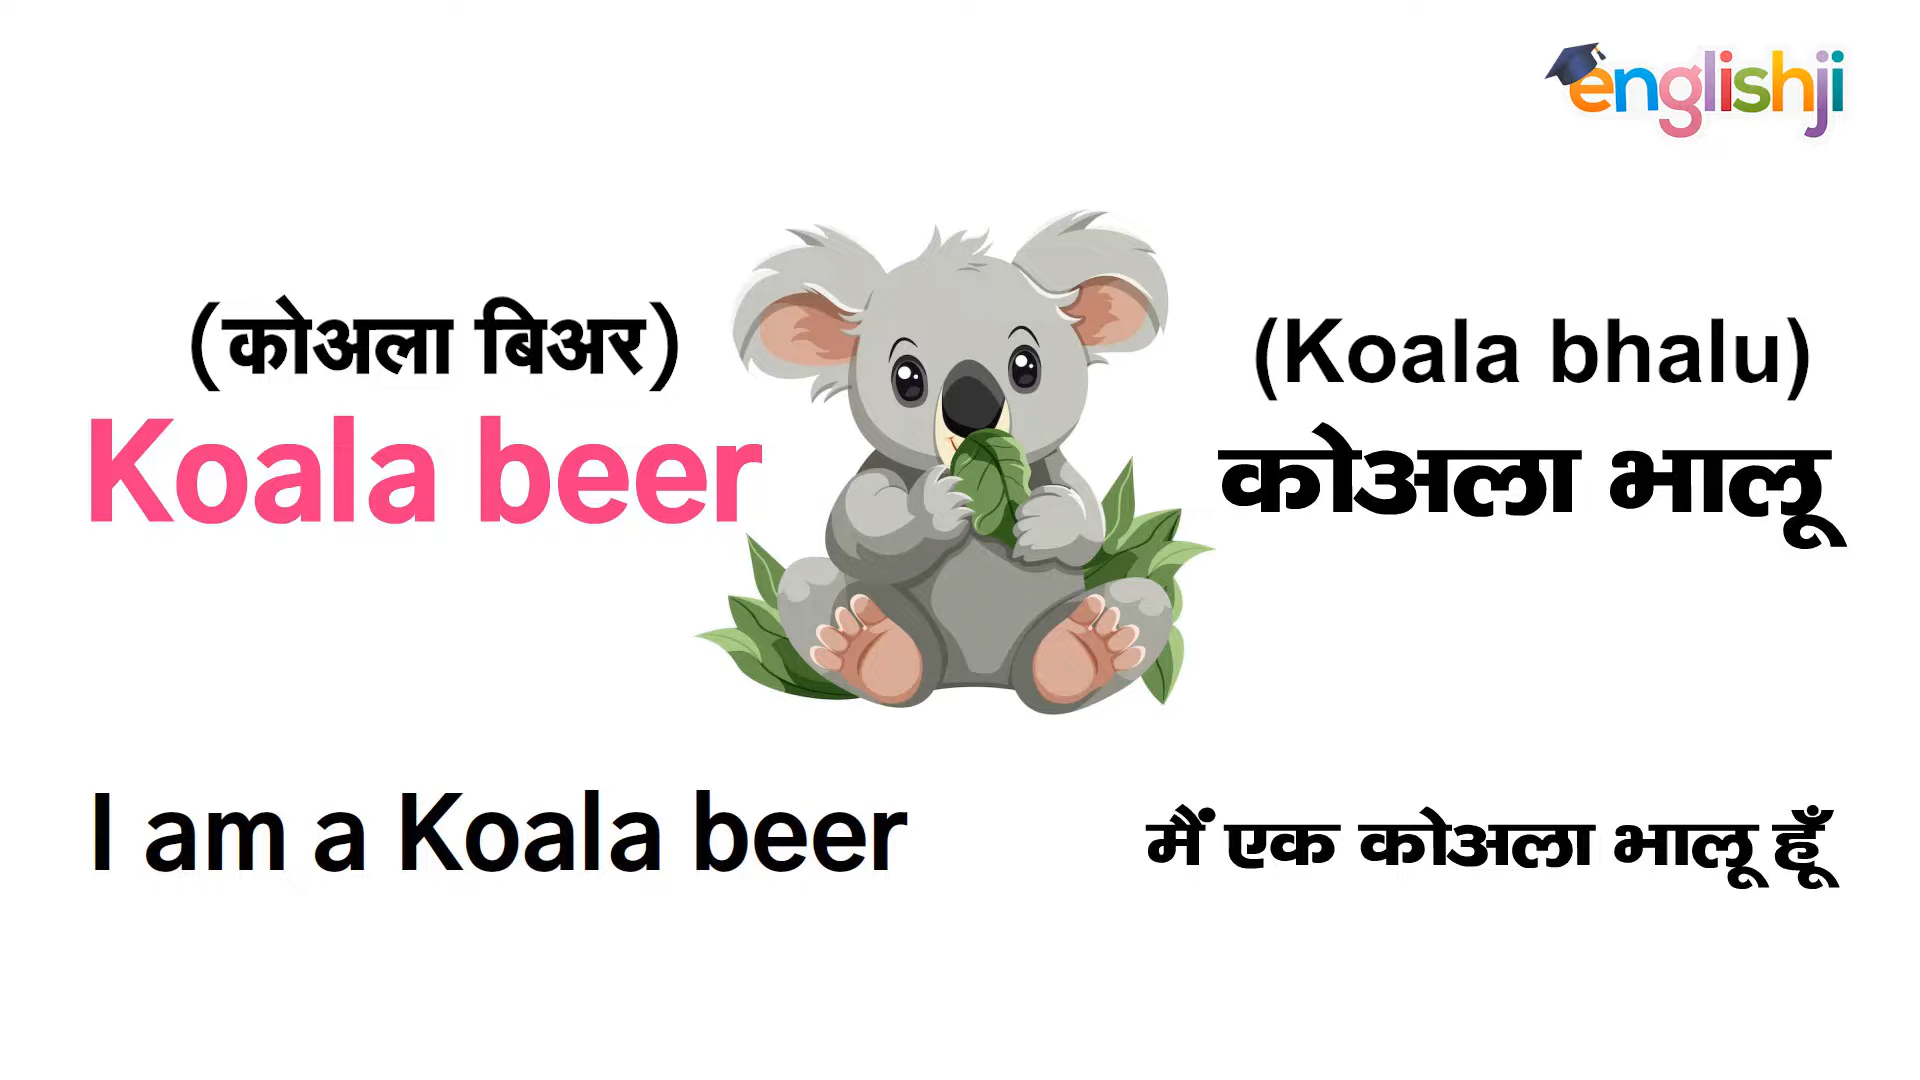 englishji
(कोअला बिअर)
Koala beer
(Koala bhalu)
कोअला भालू
I am a Koala beer
मैं एक कोअला भालू हूँ